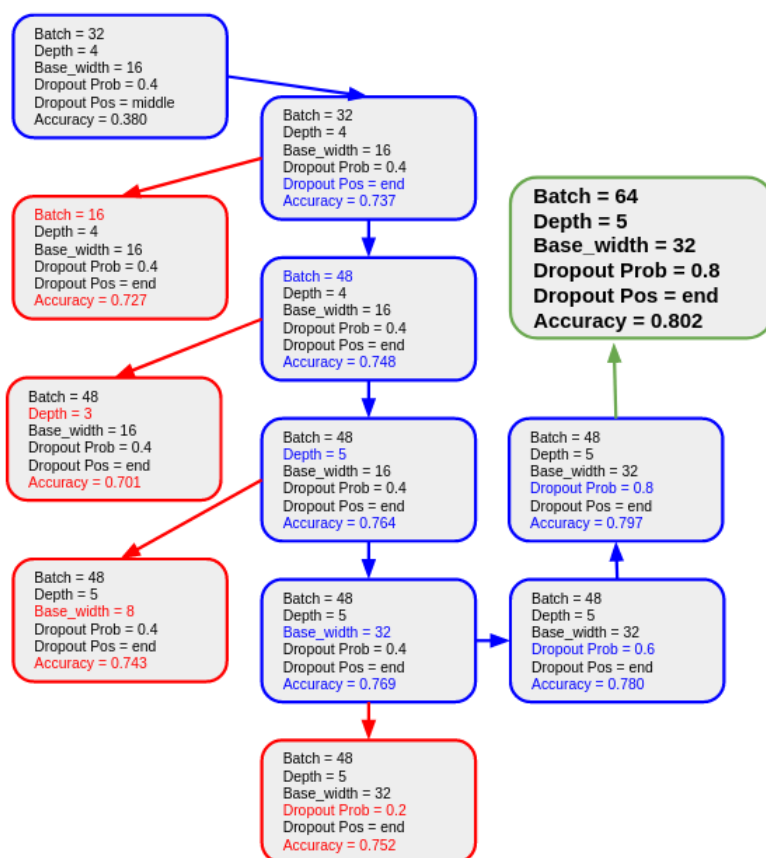 Batch = 32
Depth = 4
Base_width = 16
Dropout Prob = 0.4
Dropout Pos = middle
Accuracy = 0.380
Batch = 32
Depth = 4
Base_width = 16
Dropout Prob = 0.4
Dropout Pos = end
Accuracy = 0.737
Batch = 16
Depth = 4
Base_width = 16
Dropout Prob = 0.4
Dropout Pos = end
Accuracy = 0.727
Batch = 48
Depth = 4
Base_width = 16
Dropout Prob = 0.4
Dropout Pos = end
Accuracy = 0.748
Batch = 48
Depth = 3
Base_width = 16
Dropout Prob = 0.4
Dropout Pos = end
Accuracy = 0.701
Batch = 48
Depth = 5
Base_width = 16
Dropout Prob = 0.4
Dropout Pos = end
Accuracy = 0.764
Batch = 48
Depth = 5
Base_width = 8
Dropout Prob = 0.4
Dropout Pos = end
Accuracy = 0.743
Batch = 48
Depth = 5
Base_width = 32
Dropout Prob = 0.4
Dropout Pos = end
Accuracy = 0.769
Batch = 48
Depth = 5
Base_width = 32
Dropout Prob = 0.2
Dropout Pos = end
Accuracy = 0.752
Batch = 48
Depth = 5
Base_width = 32
Dropout Prob = 0.6
Dropout Pos = end
Accuracy = 0.780
Batch = 48
Depth = 5
Base_width = 32
Dropout Prob = 0.8
Dropout Pos = end
Accuracy = 0.797
Batch = 64
Depth = 5
Base_width = 32
Dropout Prob = 0.8
Dropout Pos = end
Accuracy = 0.802